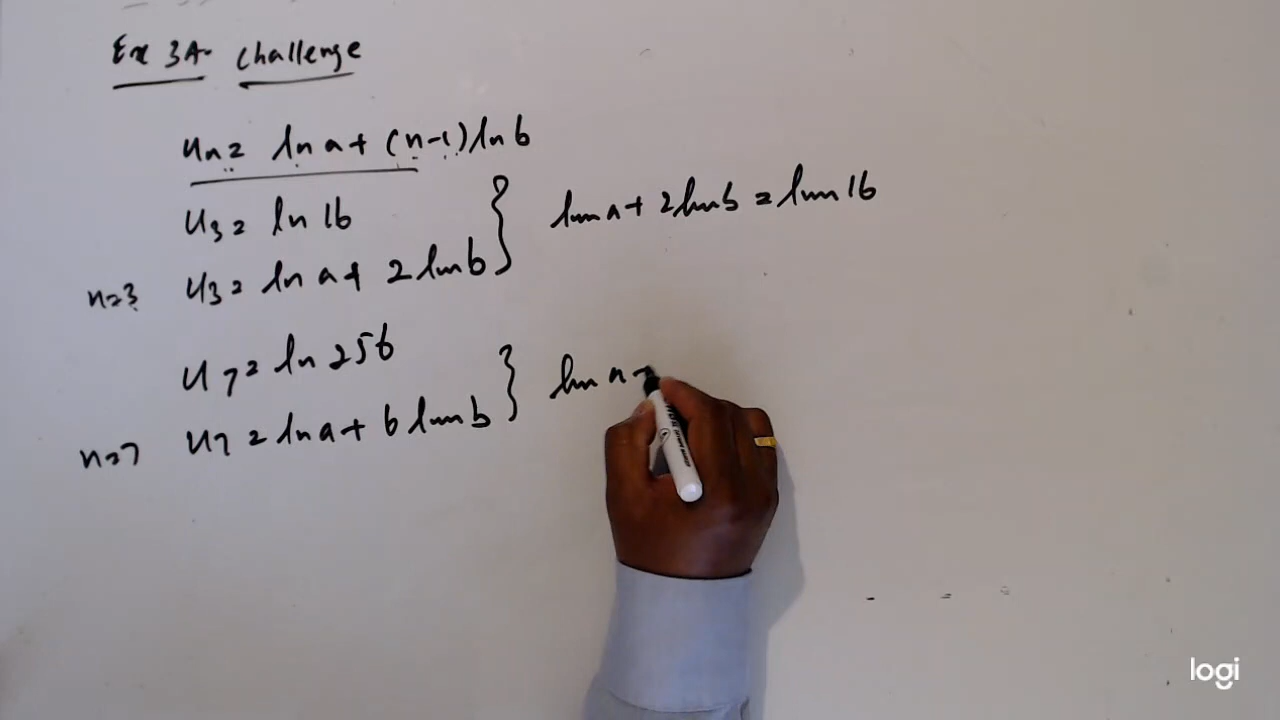 Ex 3A- challenge
un = ln a + (n-1) ln b
u3 = ln 16
n=3 u3 = ln a + 2 ln b } ln a + 2 ln b = ln 16
u7 = ln 256
n=7 u7 = ln a + 6 ln b } ln a +
logi